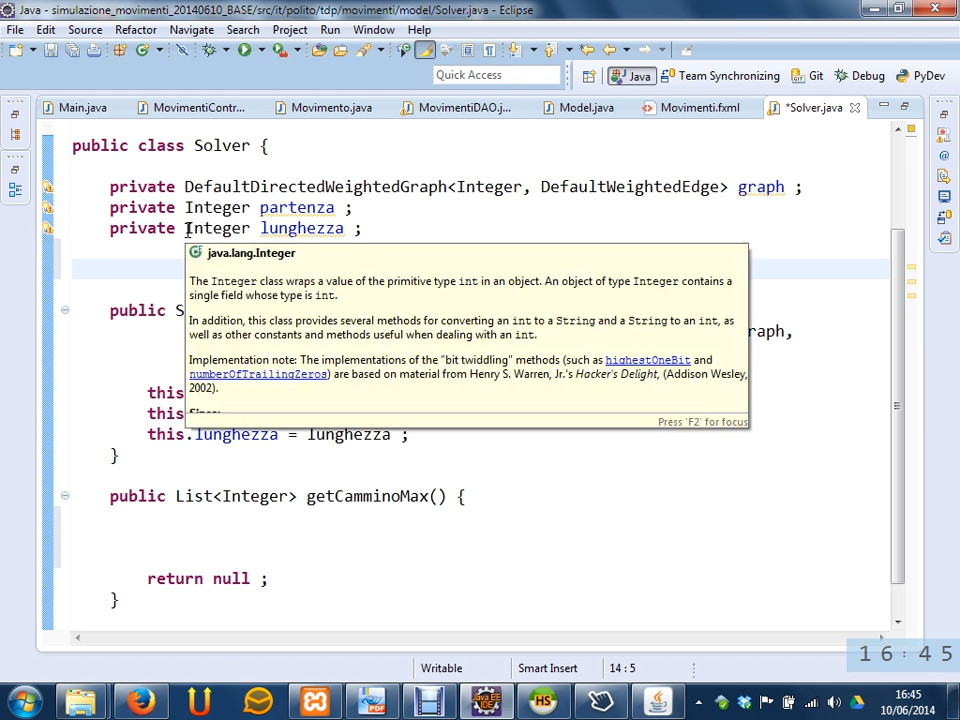 Java - simulazione_movimenti_20140610_BASE/src/it/polito/tdp/movimenti/model/Solver.java - Eclipse
File Edit Source Refactor Navigate Search Project Run Window Help
Quick Access
Java Team Synchronizing Git Debug PyDev
Main.java MovimentiContr... Movimento.java MovimentiDAO.j... Model.java Movimenti.fxml *Solver.java
public class Solver {
private DefaultDirectedWeightedGraph<Integer, DefaultWeightedEdge> graph ;
private Integer partenza ;
private Integer lunghezza ;
java.lang.Integer
The Integer class wraps a value of the primitive type int in an object. An object of type Integer contains a
single field whose type is int.
public S
In addition, this class provides several methods for converting an int to a String and a String to an int, as
raph,
well as other constants and methods useful when dealing with an int.
Implementation note: The implementations of the "bit twiddling" methods (such as highestOneBit and
numberOfTrailingZeros) are based on material from Henry S. Warren, Jr.'s Hacker's Delight, (Addison Wesley,
2002).
this
this
Press 'F2' for focus
this.lunghezza = lunghezza ;
}
public List<Integer> getCamminoMax() {
return null ;
}
16:45
Writable Smart Insert 14 : 5
16:45
10/06/2014